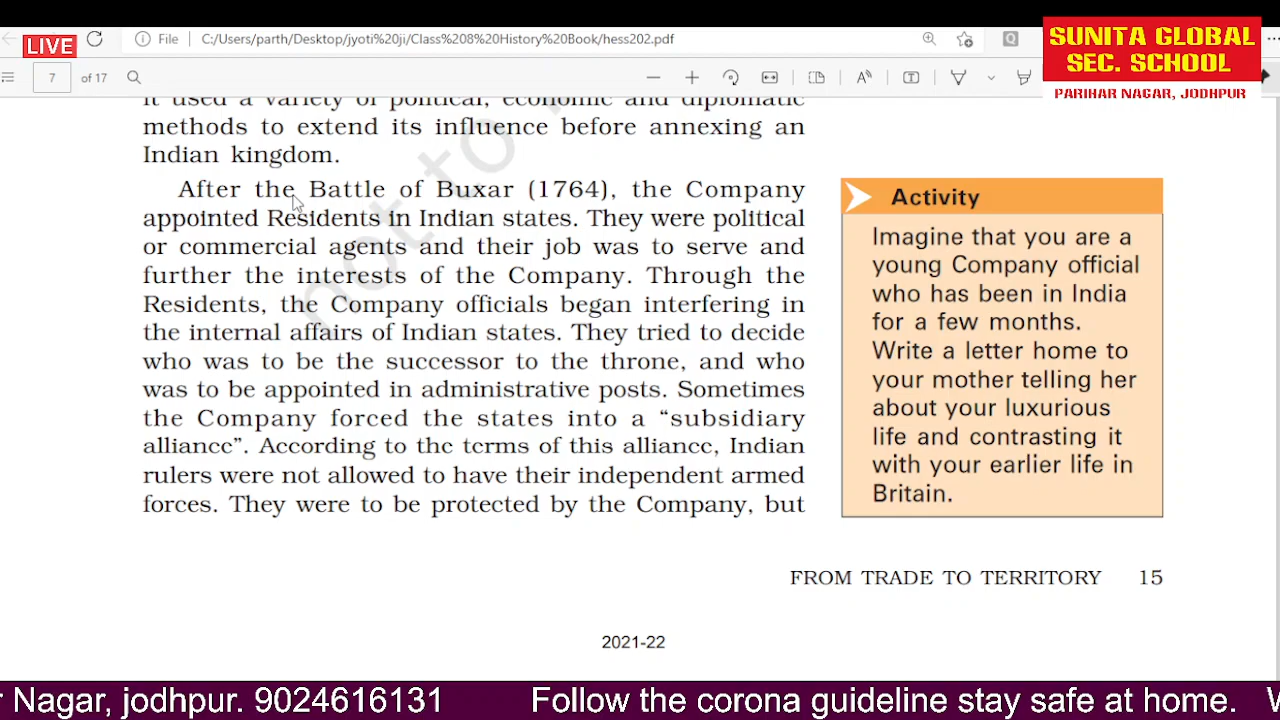 LIVE
File C:/Users/parth/Desktop/jyoti%20ji/Class%208%20History%20Book/hess202.pdf
SUNITA GLOBAL
SEC. SCHOOL
PARIHAR NAGAR, JODHPUR
7 of 17
it used a variety of political, economic and diplomatic
methods to extend its influence before annexing an
Indian kingdom.
After the Battle of Buxar (1764), the Company
appointed Residents in Indian states. They were political
or commercial agents and their job was to serve and
further the interests of the Company. Through the
Residents, the Company officials began interfering in
the internal affairs of Indian states. They tried to decide
who was to be the successor to the throne, and who
was to be appointed in administrative posts. Sometimes
the Company forced the states into a “subsidiary
alliance”. According to the terms of this alliance, Indian
rulers were not allowed to have their independent armed
forces. They were to be protected by the Company, but
not to
Activity
Imagine that you are a
young Company official
who has been in India
for a few months.
Write a letter home to
your mother telling her
about your luxurious
life and contrasting it
with your earlier life in
Britain.
FROM TRADE TO TERRITORY 15
2021-22
r Nagar, jodhpur. 9024616131 Follow the corona guideline stay safe at home. W